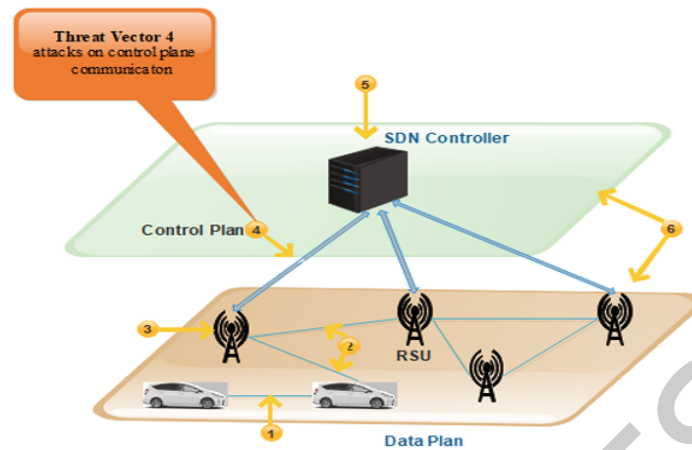 Threat Vector 4
attacks on control plane
communicaton
5
SDN Controller
Control Plan
4
6
3
2
RSU
1
Data Plan